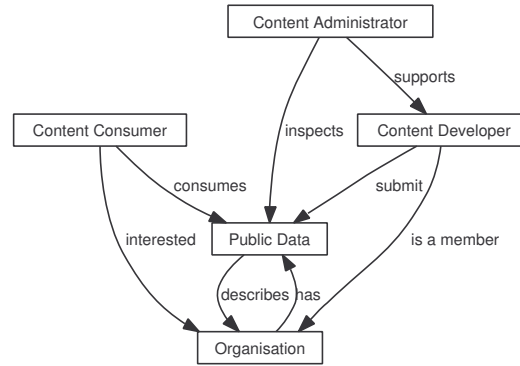 Content Administrator
supports
Content Consumer
inspects
Content Developer
consumes
submit
interested
Public Data
is a member
describes
has
Organisation